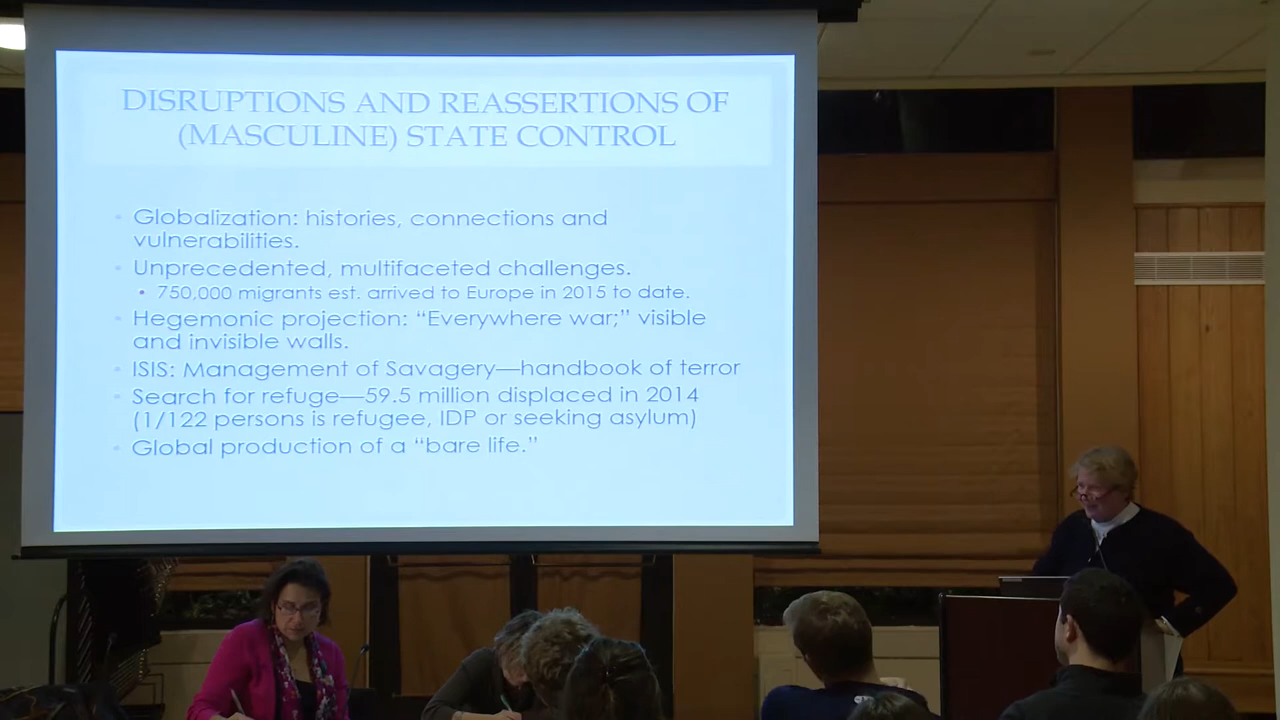 DISRUPTIONS AND REASSERTIONS OF
(MASCULINE) STATE CONTROL
Globalization: histories, connections and
vulnerabilities.
Unprecedented, multifaceted challenges.
750,000 migrants est. arrived to Europe in 2015 to date.
Hegemonic projection: “Everywhere war;” visible
and invisible walls.
ISIS: Management of Savagery—handbook of terror
Search for refuge—59.5 million displaced in 2014
(1/122 persons is refugee, IDP or seeking asylum)
Global production of a “bare life.”